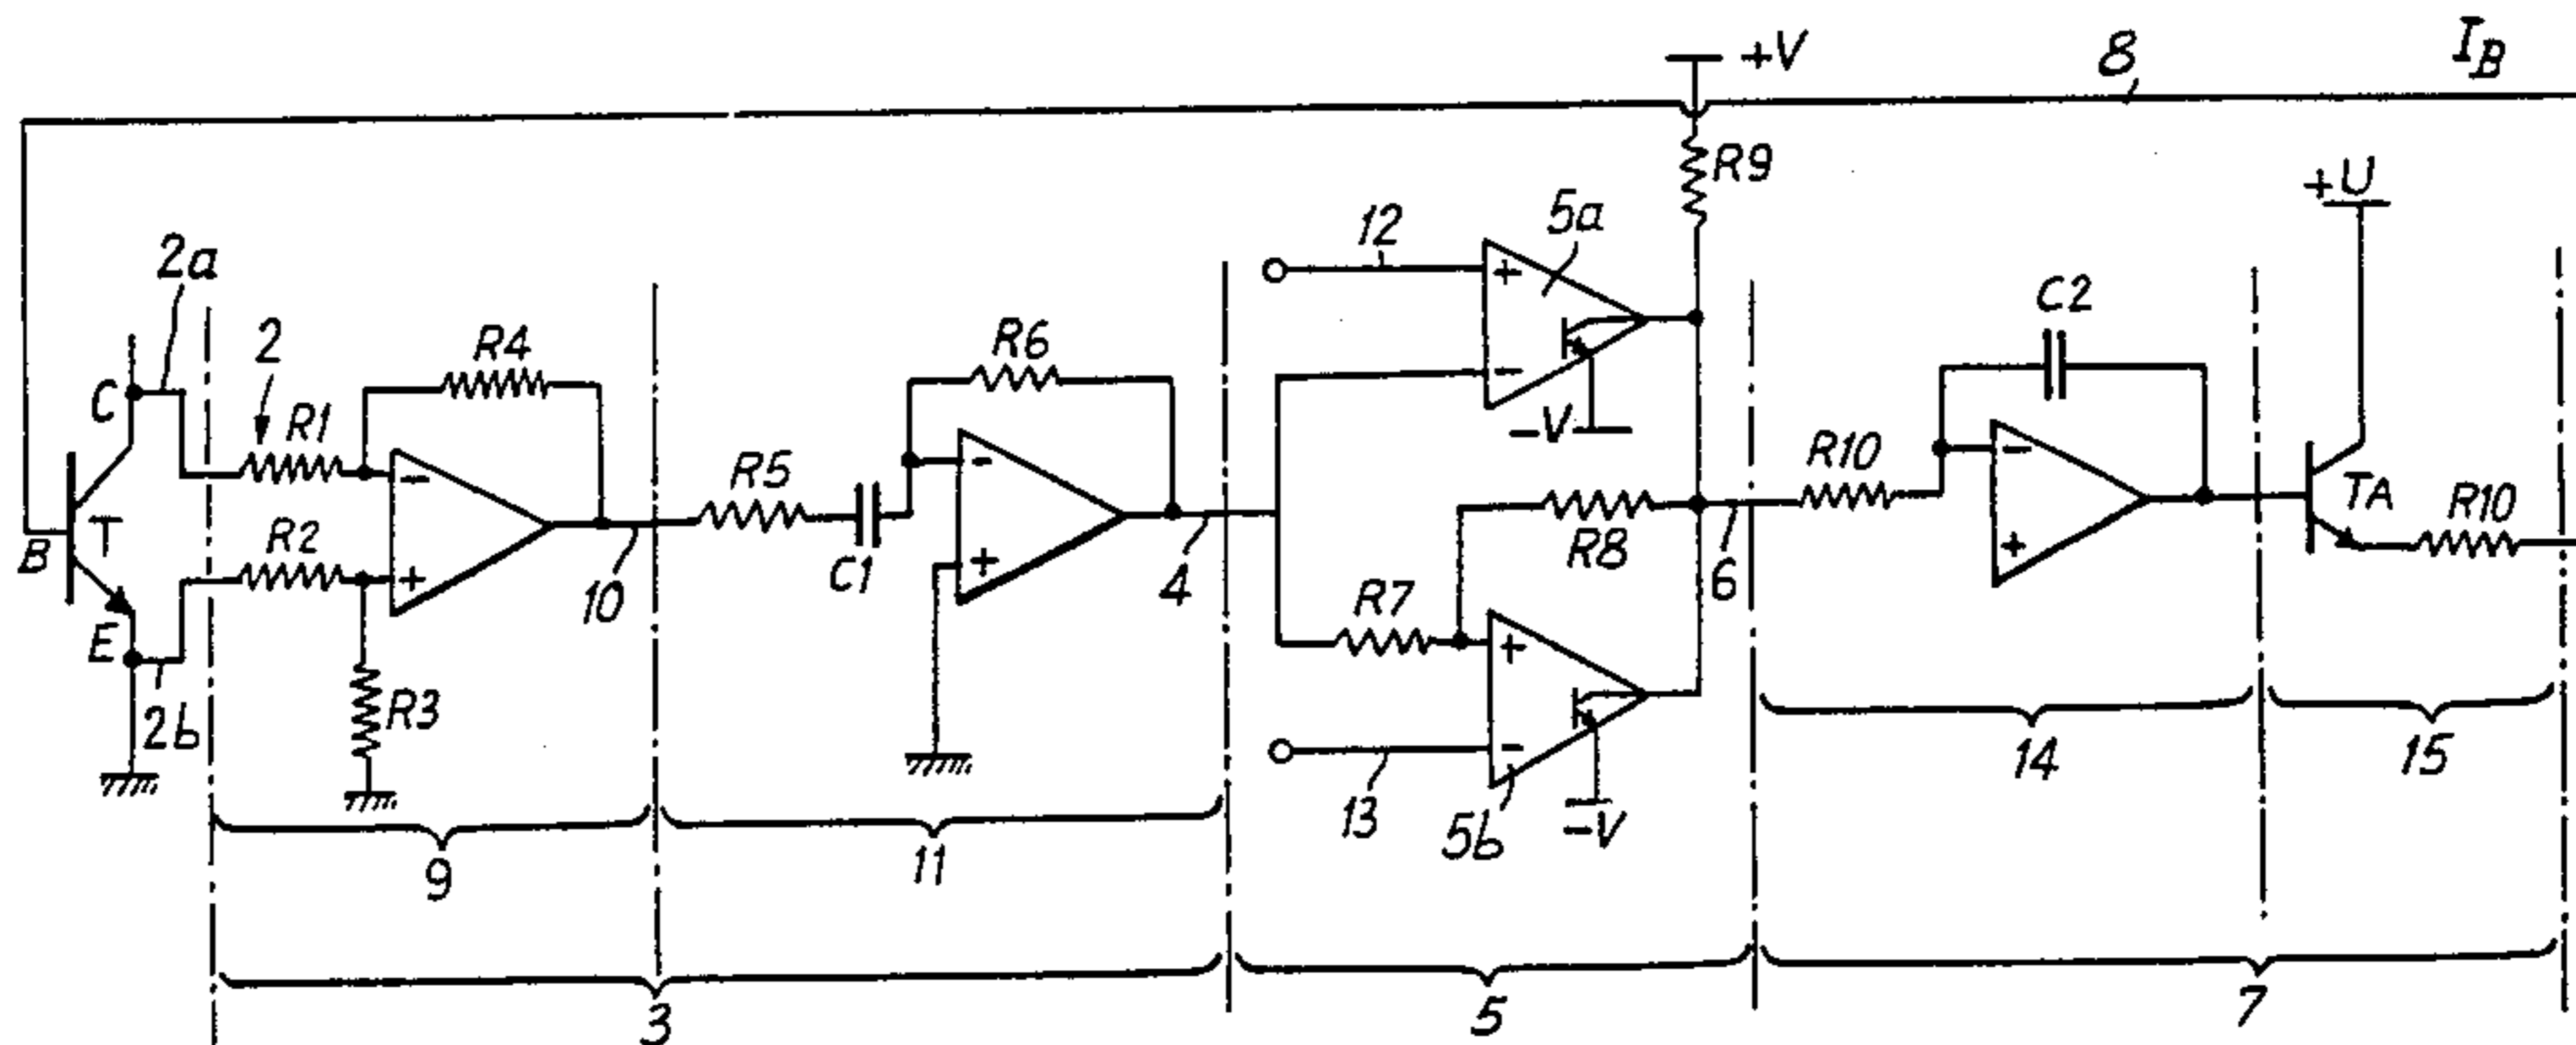 +V
8
I_B
R9
+U
5a
12
2a
C2
2
R4
R6
+
C
R1
−
−V
R5
R10
−
-
−
TA
R10
T
R2
R8
B
+
C1
+
4
6
+
10
R7
E
+
2b
R3
−
13
5b
−V
14
15
9
11
3
5
7